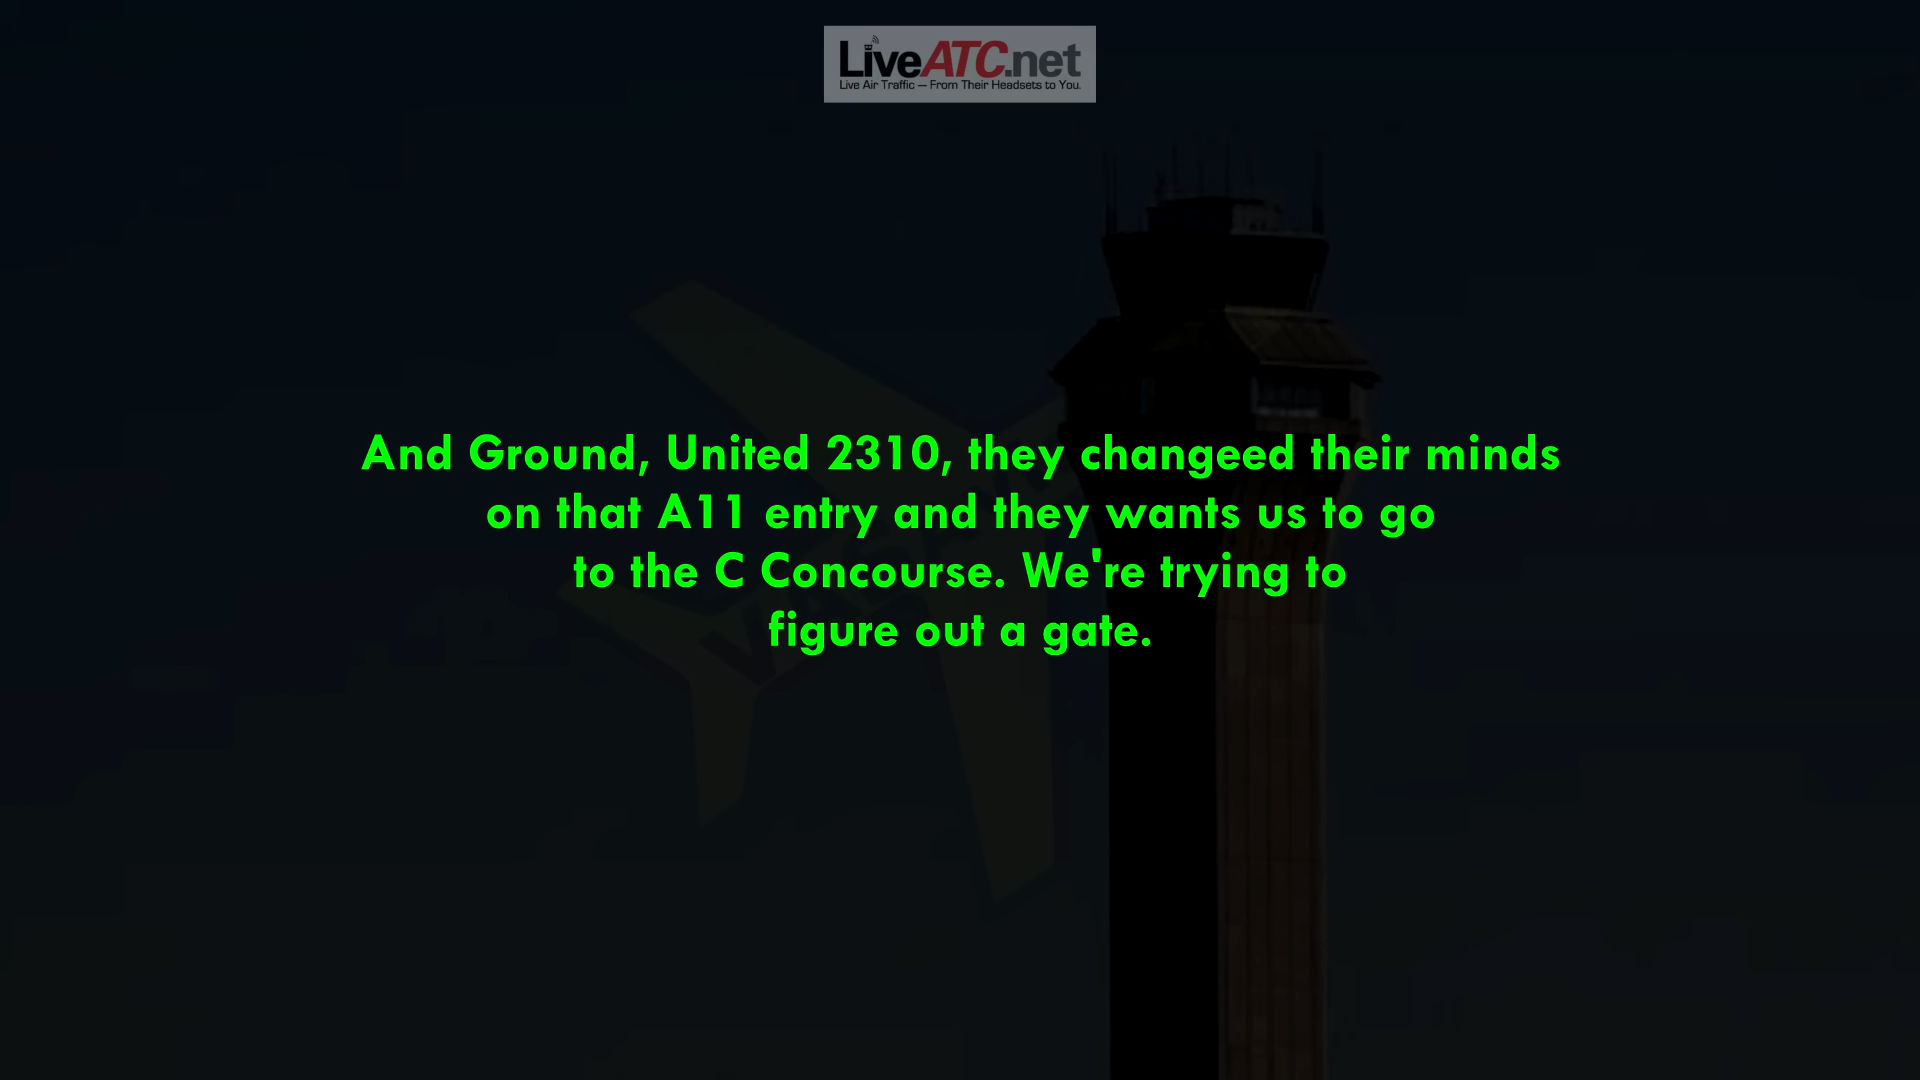 LiveATC.net
Live Air Traffic — From Their Headsets to You.
And Ground, United 2310, they changeed their minds
on that A11 entry and they wants us to go
to the C Concourse. We're trying to
figure out a gate.